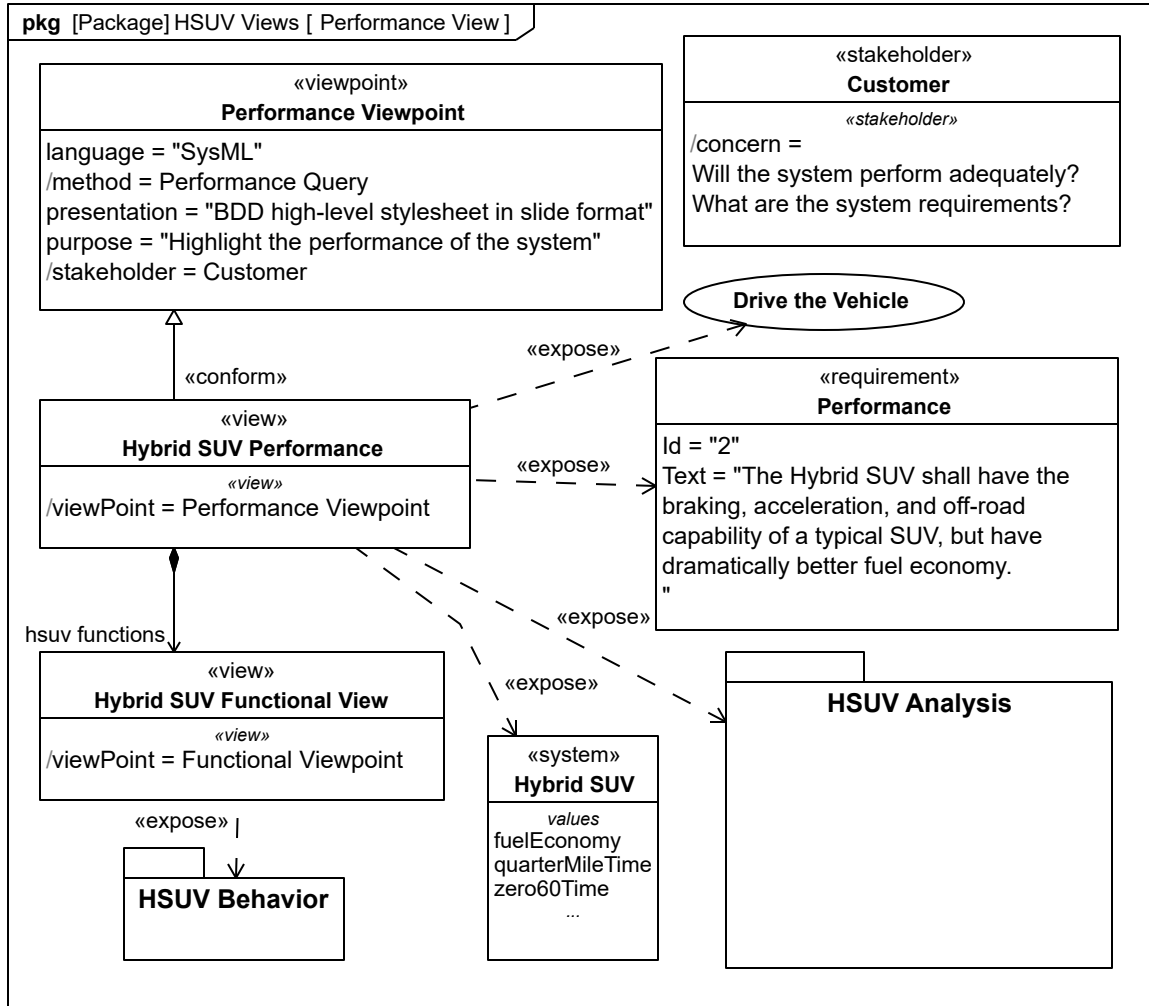 pkg [Package] HSUV Views [ Performance View ]
«viewpoint»
Performance Viewpoint
language = "SysML"
/method = Performance Query
presentation = "BDD high-level stylesheet in slide format"
purpose = "Highlight the performance of the system"
/stakeholder = Customer
«stakeholder»
Customer
«stakeholder»
/concern =
Will the system perform adequately?
What are the system requirements?
Drive the Vehicle
«expose»
«conform»
«view»
Hybrid SUV Performance
«view»
/viewPoint = Performance Viewpoint
«expose»
«requirement»
Performance
Id = "2"
Text = "The Hybrid SUV shall have the
braking, acceleration, and off-road
capability of a typical SUV, but have
dramatically better fuel economy.
"
«expose»
hsuv functions
«view»
Hybrid SUV Functional View
«view»
/viewPoint = Functional Viewpoint
«expose»
«expose»
HSUV Behavior
«system»
Hybrid SUV
values
fuelEconomy
quarterMileTime
zero60Time
...
HSUV Analysis